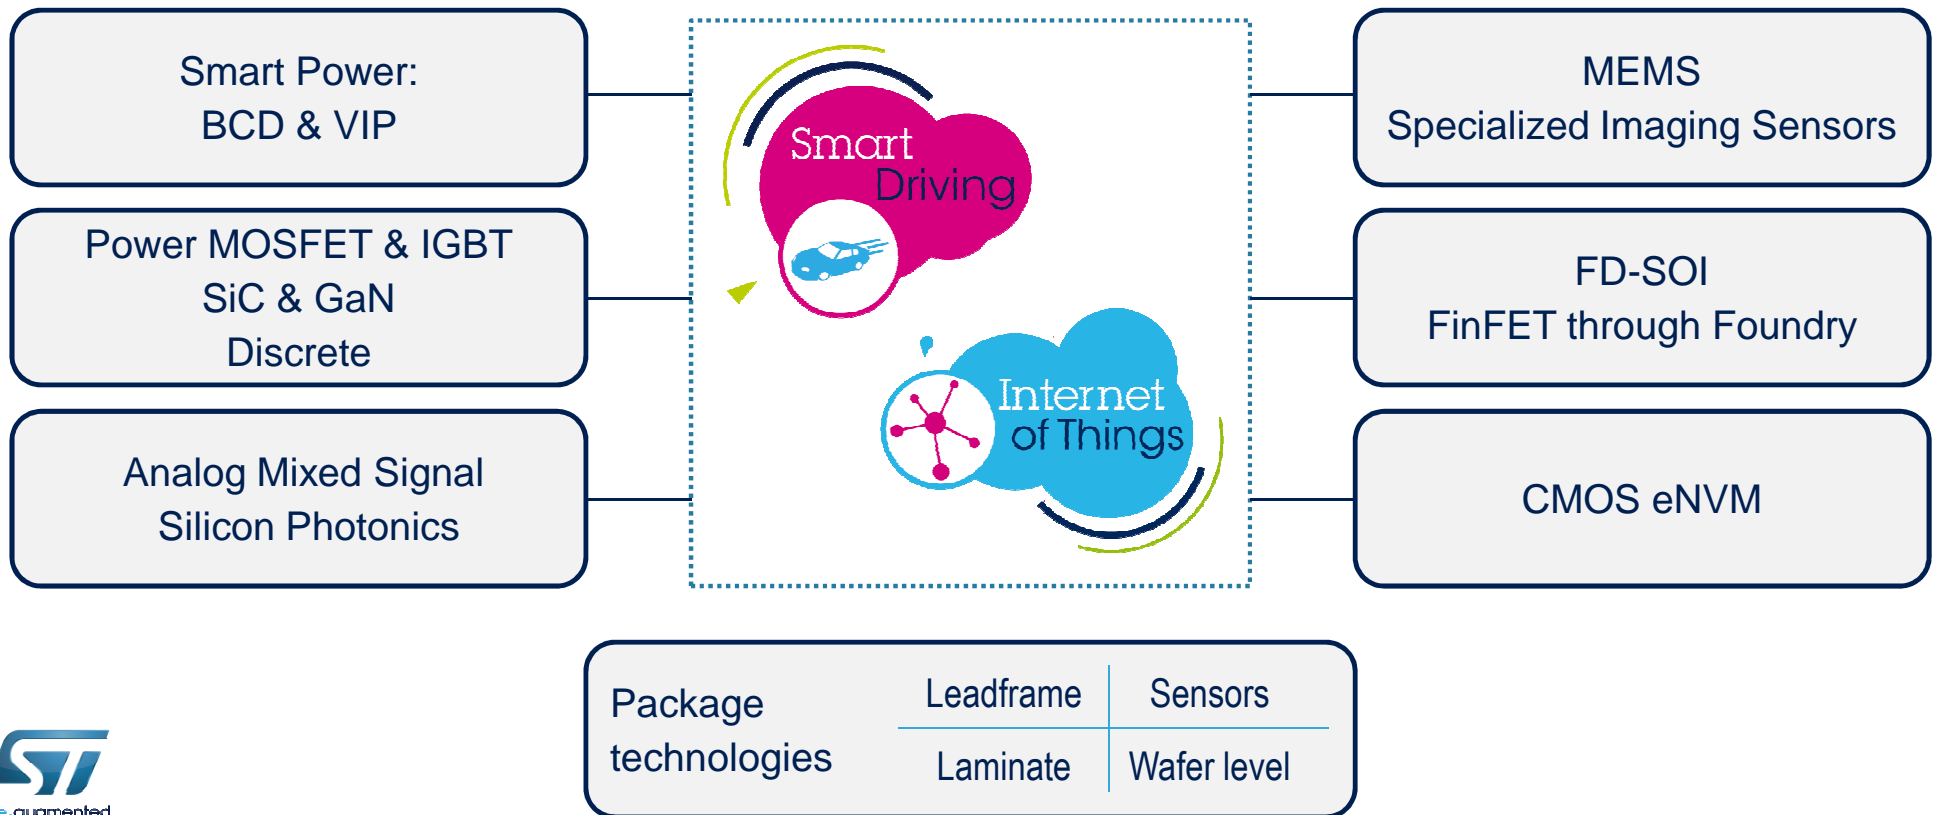 Smart Power:
BCD & VIP
Power MOSFET & IGBT
SiC & GaN
Discrete
Analog Mixed Signal
Silicon Photonics
Smart
Driving
Internet
of Things
MEMS
Specialized Imaging Sensors
FD-SOI
FinFET through Foundry
CMOS eNVM
Package
technologies
Leadframe
Sensors
Laminate
Wafer level
ST
augmented